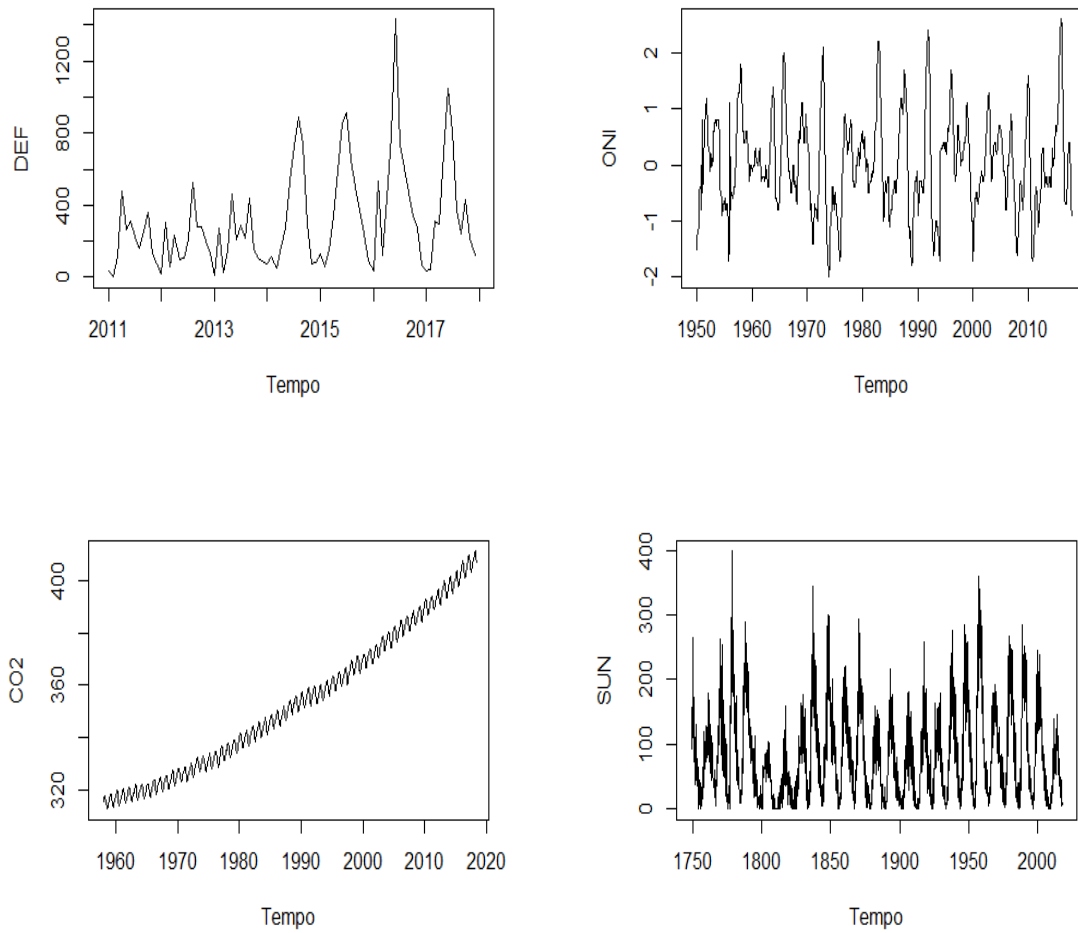 DEF
0 400 800 1200
2011 2013 2015 2017
Tempo
ONI
-2 -1 0 1 2
1950 1960 1970 1980 1990 2000 2010
Tempo
CO2
320 360 400
1960 1970 1980 1990 2000 2010 2020
Tempo
SUN
0 100 200 300 400
1750 1800 1850 1900 1950 2000
Tempo